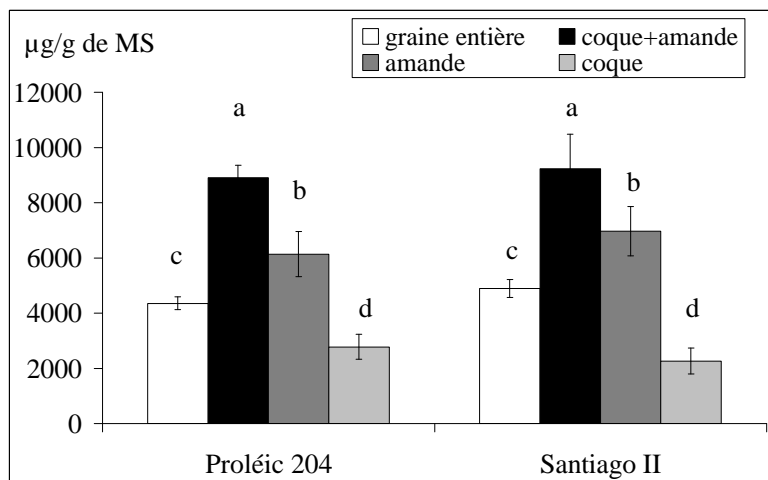 µg/g de MS
graine entière coque+amande
amande coque
12000
10000
8000
6000
4000
2000
0
c a b d
c a b d
Proléic 204 Santiago II